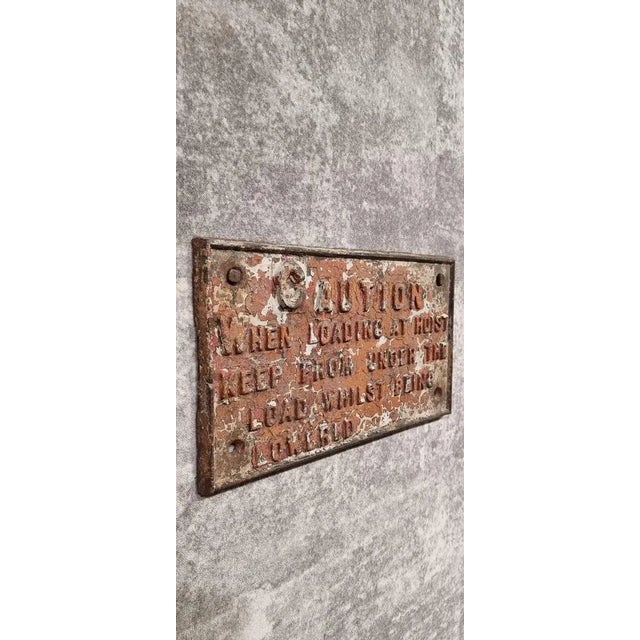 CAUTION
WHEN LOADING AT HOIST
KEEP FROM UNDER THE
LOAD WHILST BEING
LOWERED